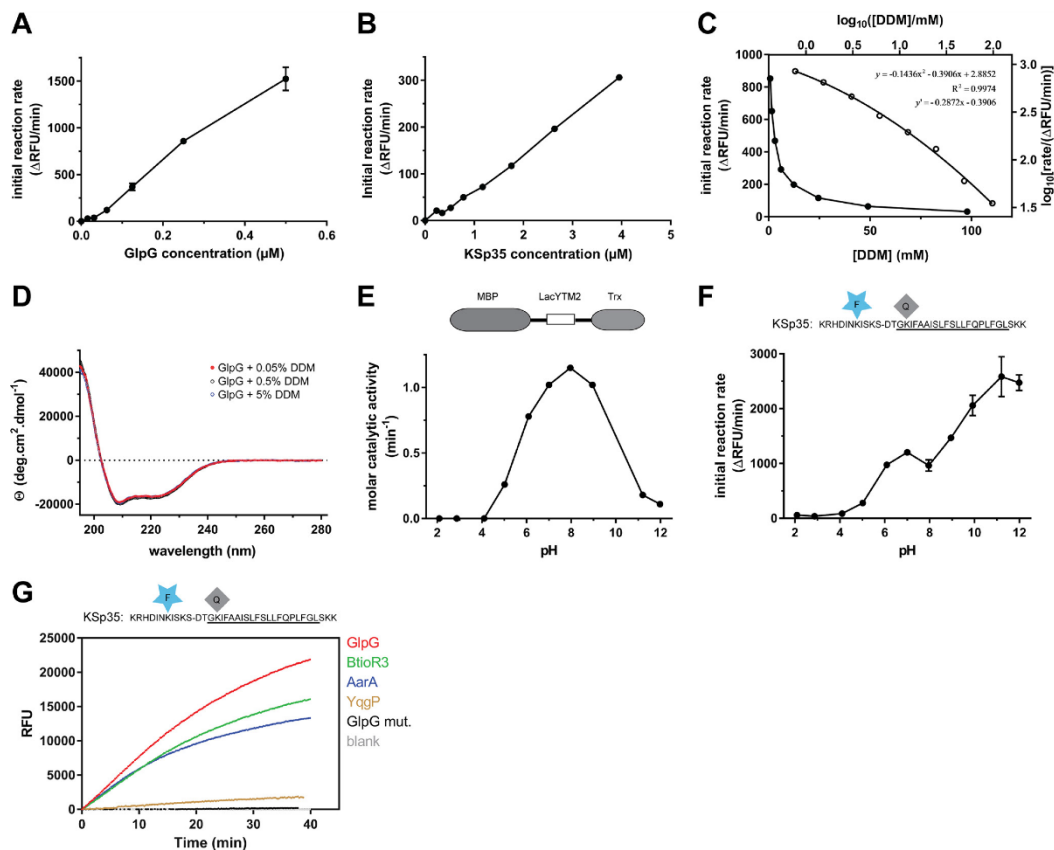 A
initial reaction rate
(ΔRFU/min)
1500
1000
500
0
0.0
0.2
0.4
0.6
GlpG concentration (µM)
B
Initial reaction rate
(ΔRFU/min)
300
200
100
0
0
1
2
3
4
5
KSp35 concentration (µM)
C
log10([DDM]/mM)
0.0
0.5
1.0
1.5
2.0
initial reaction rate
(ΔRFU/min)
1000
800
600
400
200
0
y = -0.1436x² - 0.3906x + 2.8852
R² = 0.9974
y' = -0.2872x - 0.3906
3.0
2.5
2.0
1.5
log10[rate/(ΔRFU/min)]
0
50
100
[DDM] (mM)
D
Θ (deg.cm2.dmol-1)
40000
20000
0
-20000
GlpG + 0.05% DDM
GlpG + 0.5% DDM
GlpG + 5% DDM
200
220
240
260
280
wavelength (nm)
E
MBP
LacYTM2
Trx
molar catalytic activity
(min-1)
1.0
0.5
0.0
2
4
6
8
10
12
pH
F
F
Q
KSp35: KRHDINKISKS-DTGKIFAAISLFSLLFQPLFGLSKK
initial reaction rate
(ΔRFU/min)
3000
2000
1000
0
2
4
6
8
10
12
pH
G
F
Q
KSp35: KRHDINKISKS-DTGKIFAAISLFSLLFQPLFGLSKK
RFU
25000
20000
15000
10000
5000
0
0
10
20
30
40
Time (min)
GlpG
BtioR3
AarA
YqgP
GlpG mut.
blank